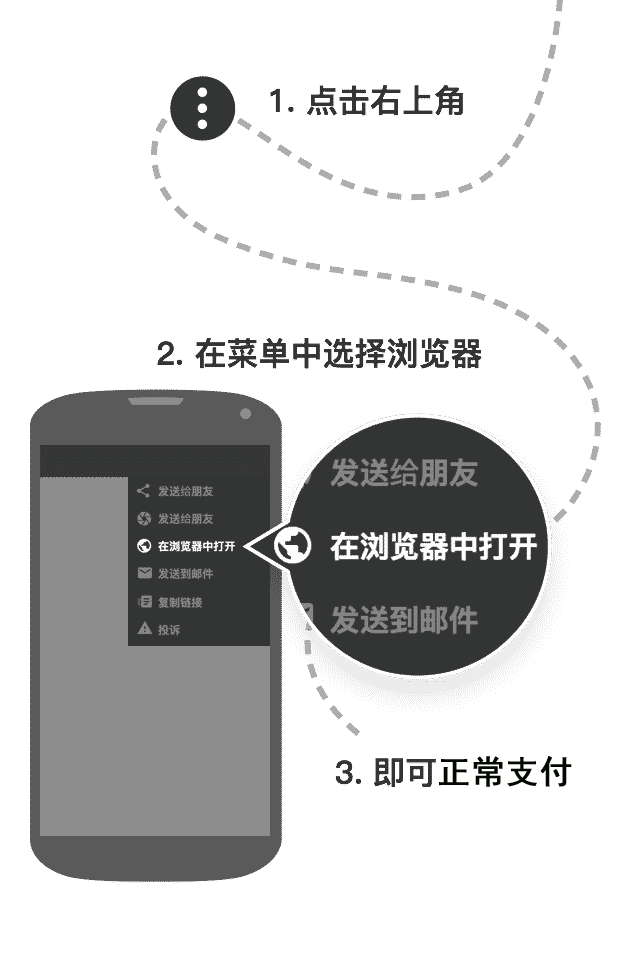 1. 点击右上角
2. 在菜单中选择浏览器
发送给朋友
发送给朋友
在浏览器中打开
发送到邮件
复制链接
投诉
发送给朋友
在浏览器中打开
发送到邮件
3. 即可正常支付